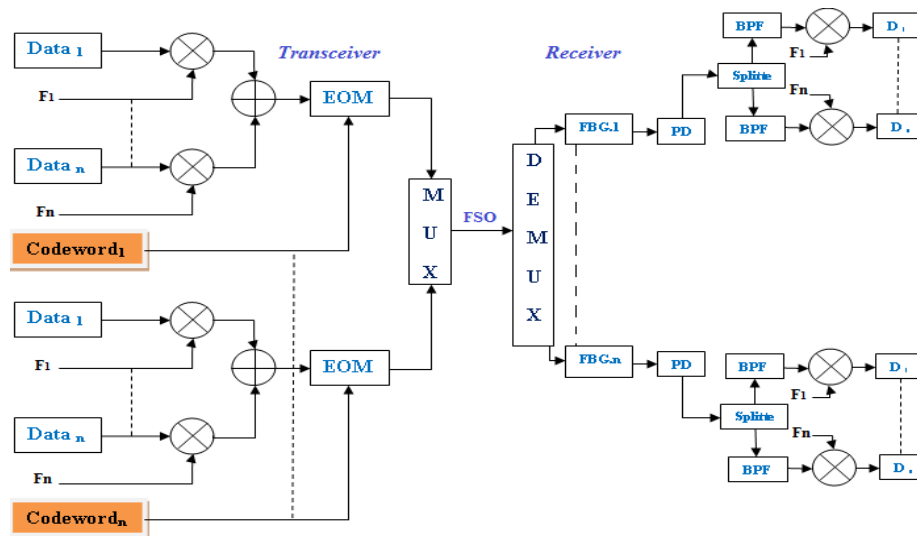 Transceiver
Receiver
Data 1
F1
Data n
Fn
Codeword1
EOM
Data 1
F1
Data n
Fn
Codewordn
EOM
M
U
X
FSO
D
E
M
U
X
FBG.1
PD
Splitte
BPF
F1
D
Fn
BPF
D
FBG.n
PD
Splitte
BPF
F1
D
Fn
BPF
D